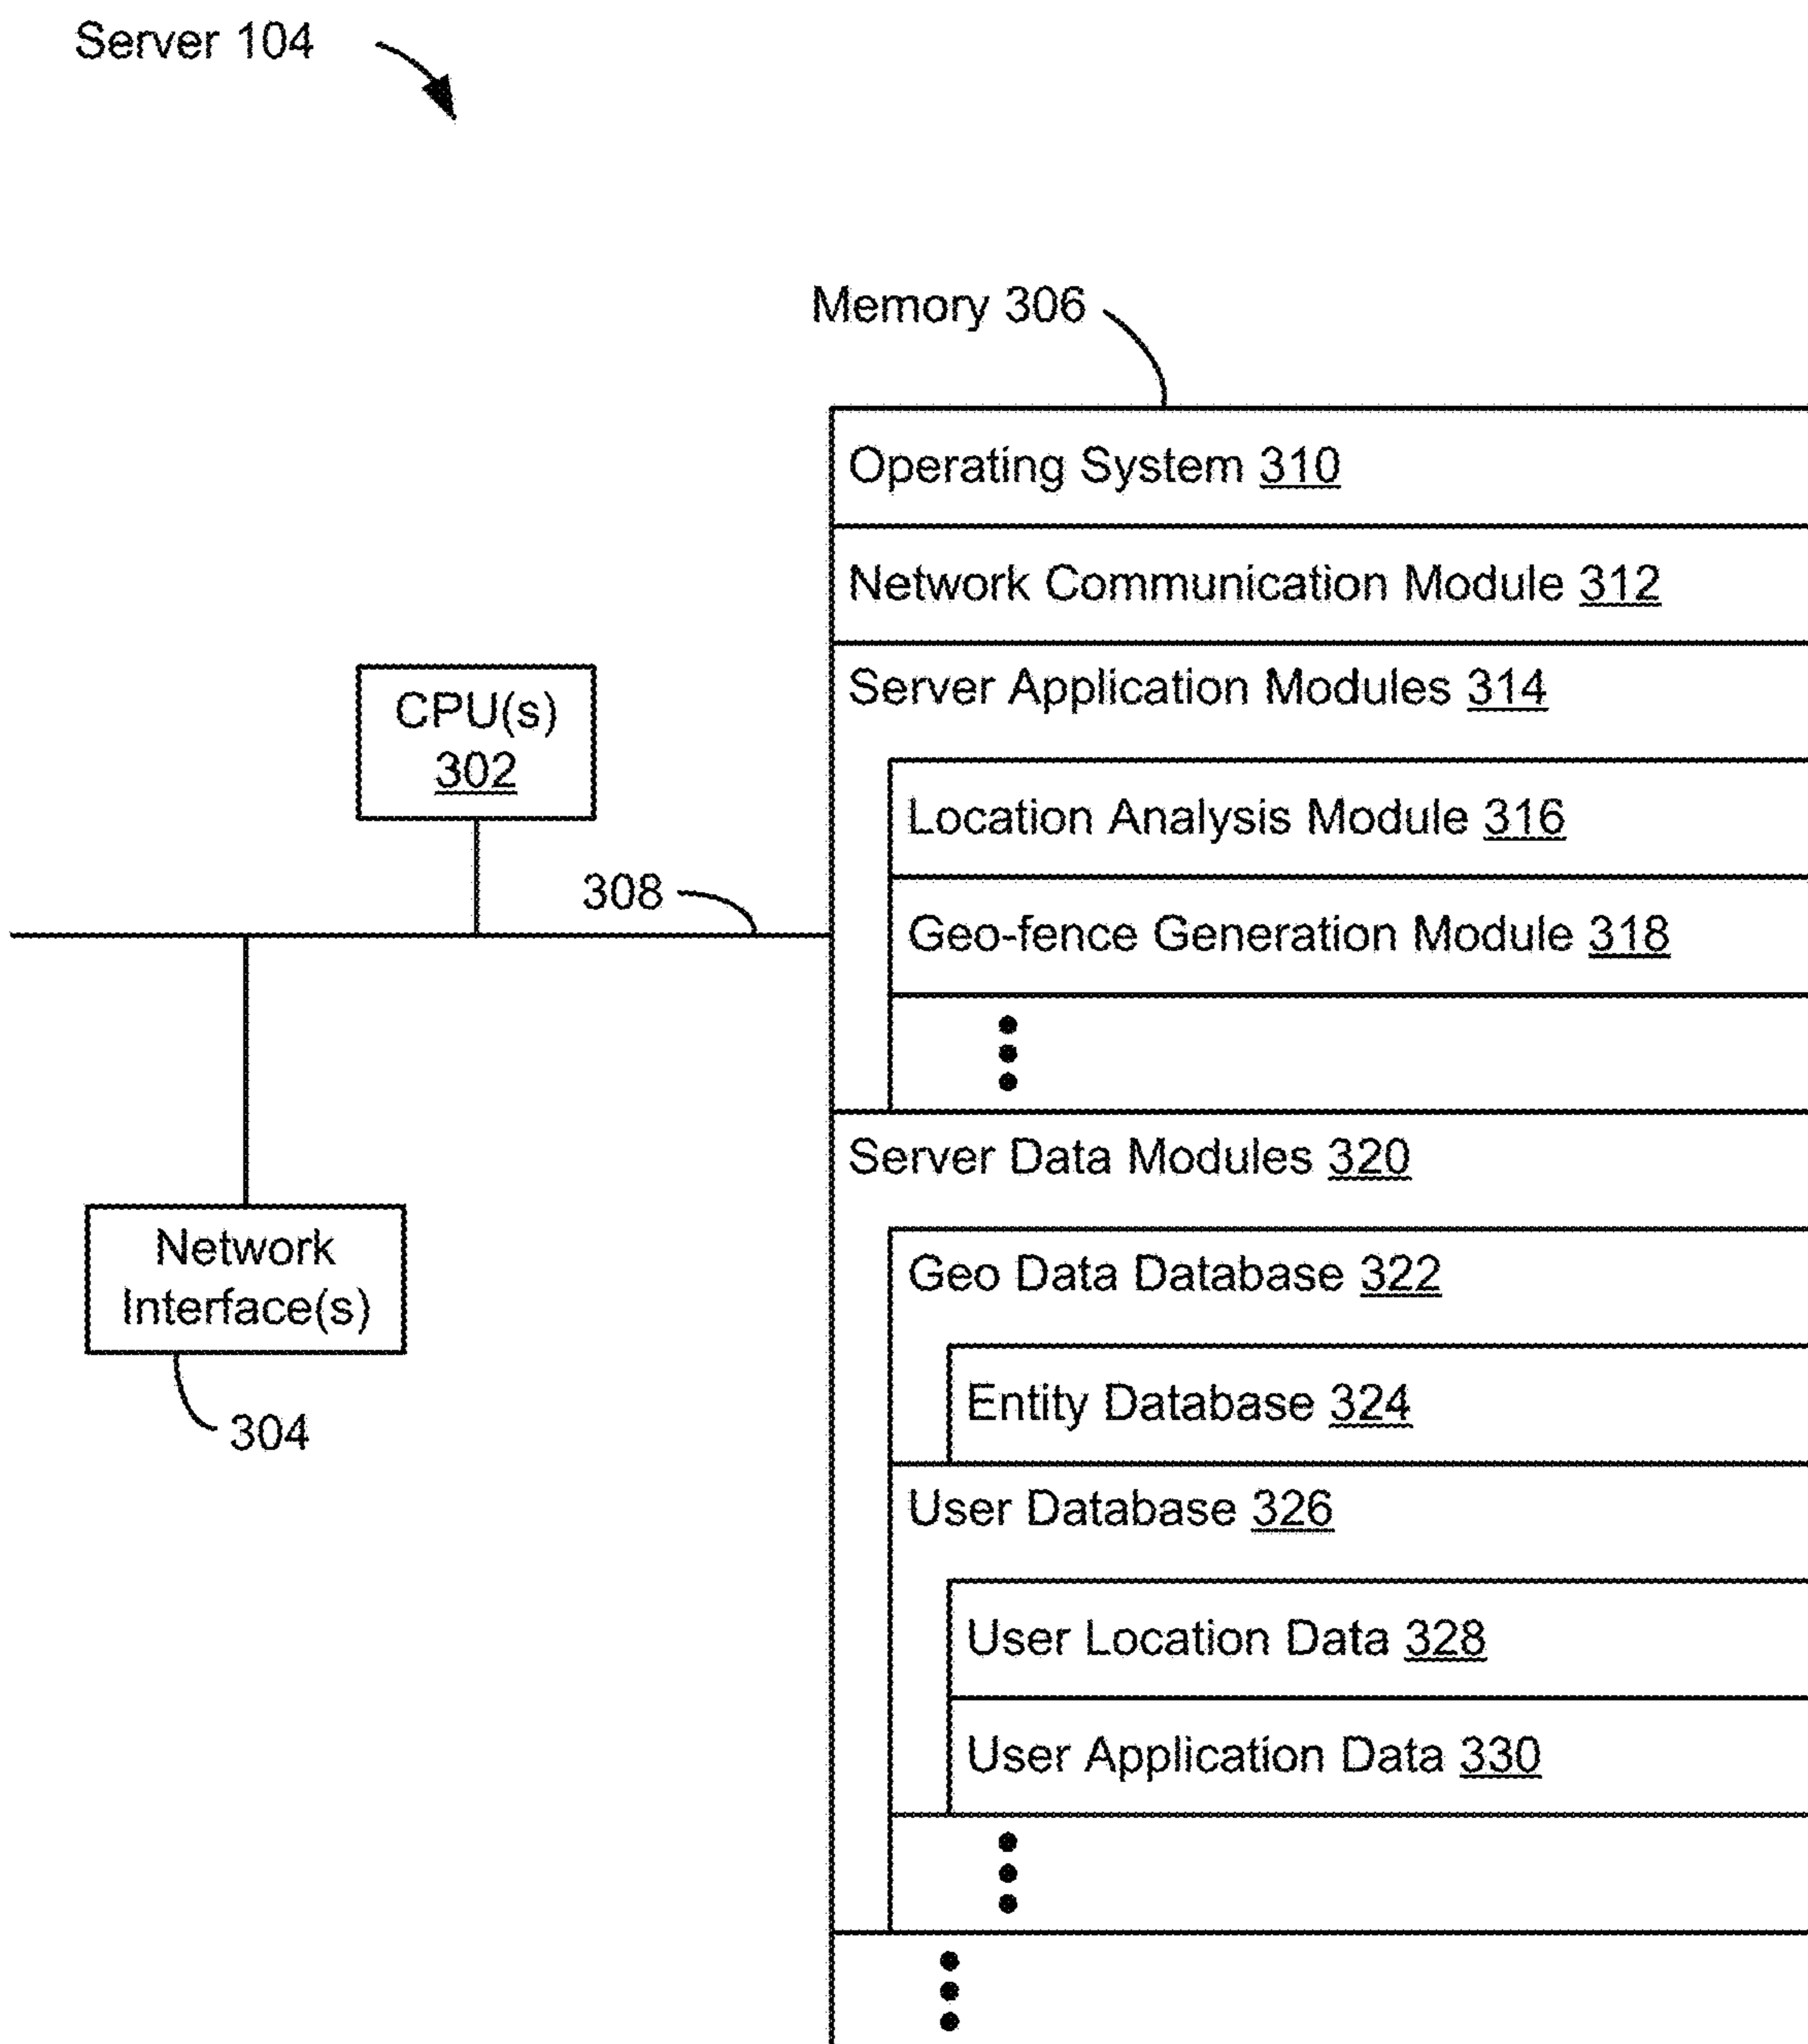 Server 104
Memory 306
Operating System 310
Network Communication Module 312
Server Application Modules 314
CPU(s)
302
Location Analysis Module 316
308
Geo-fence Generation Module 318
Server Data Modules 320
Network
Interface(s)
304
Geo Data Database 322
Entity Database 324
User Database 326
User Location Data 328
User Application Data 330